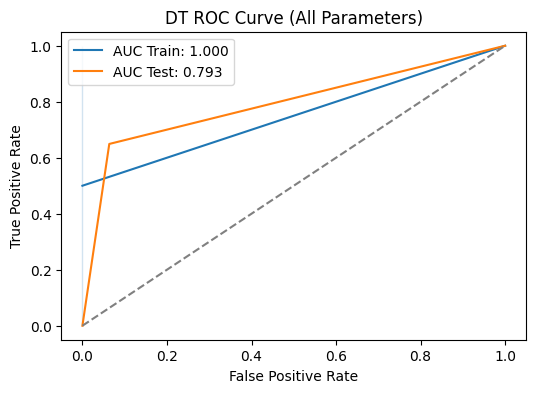 DT ROC Curve (All Parameters)
AUC Train: 1.000
AUC Test: 0.793
True Positive Rate
1.0
0.8
0.6
0.4
0.2
0.0
0.0 0.2 0.4 0.6 0.8 1.0
False Positive Rate